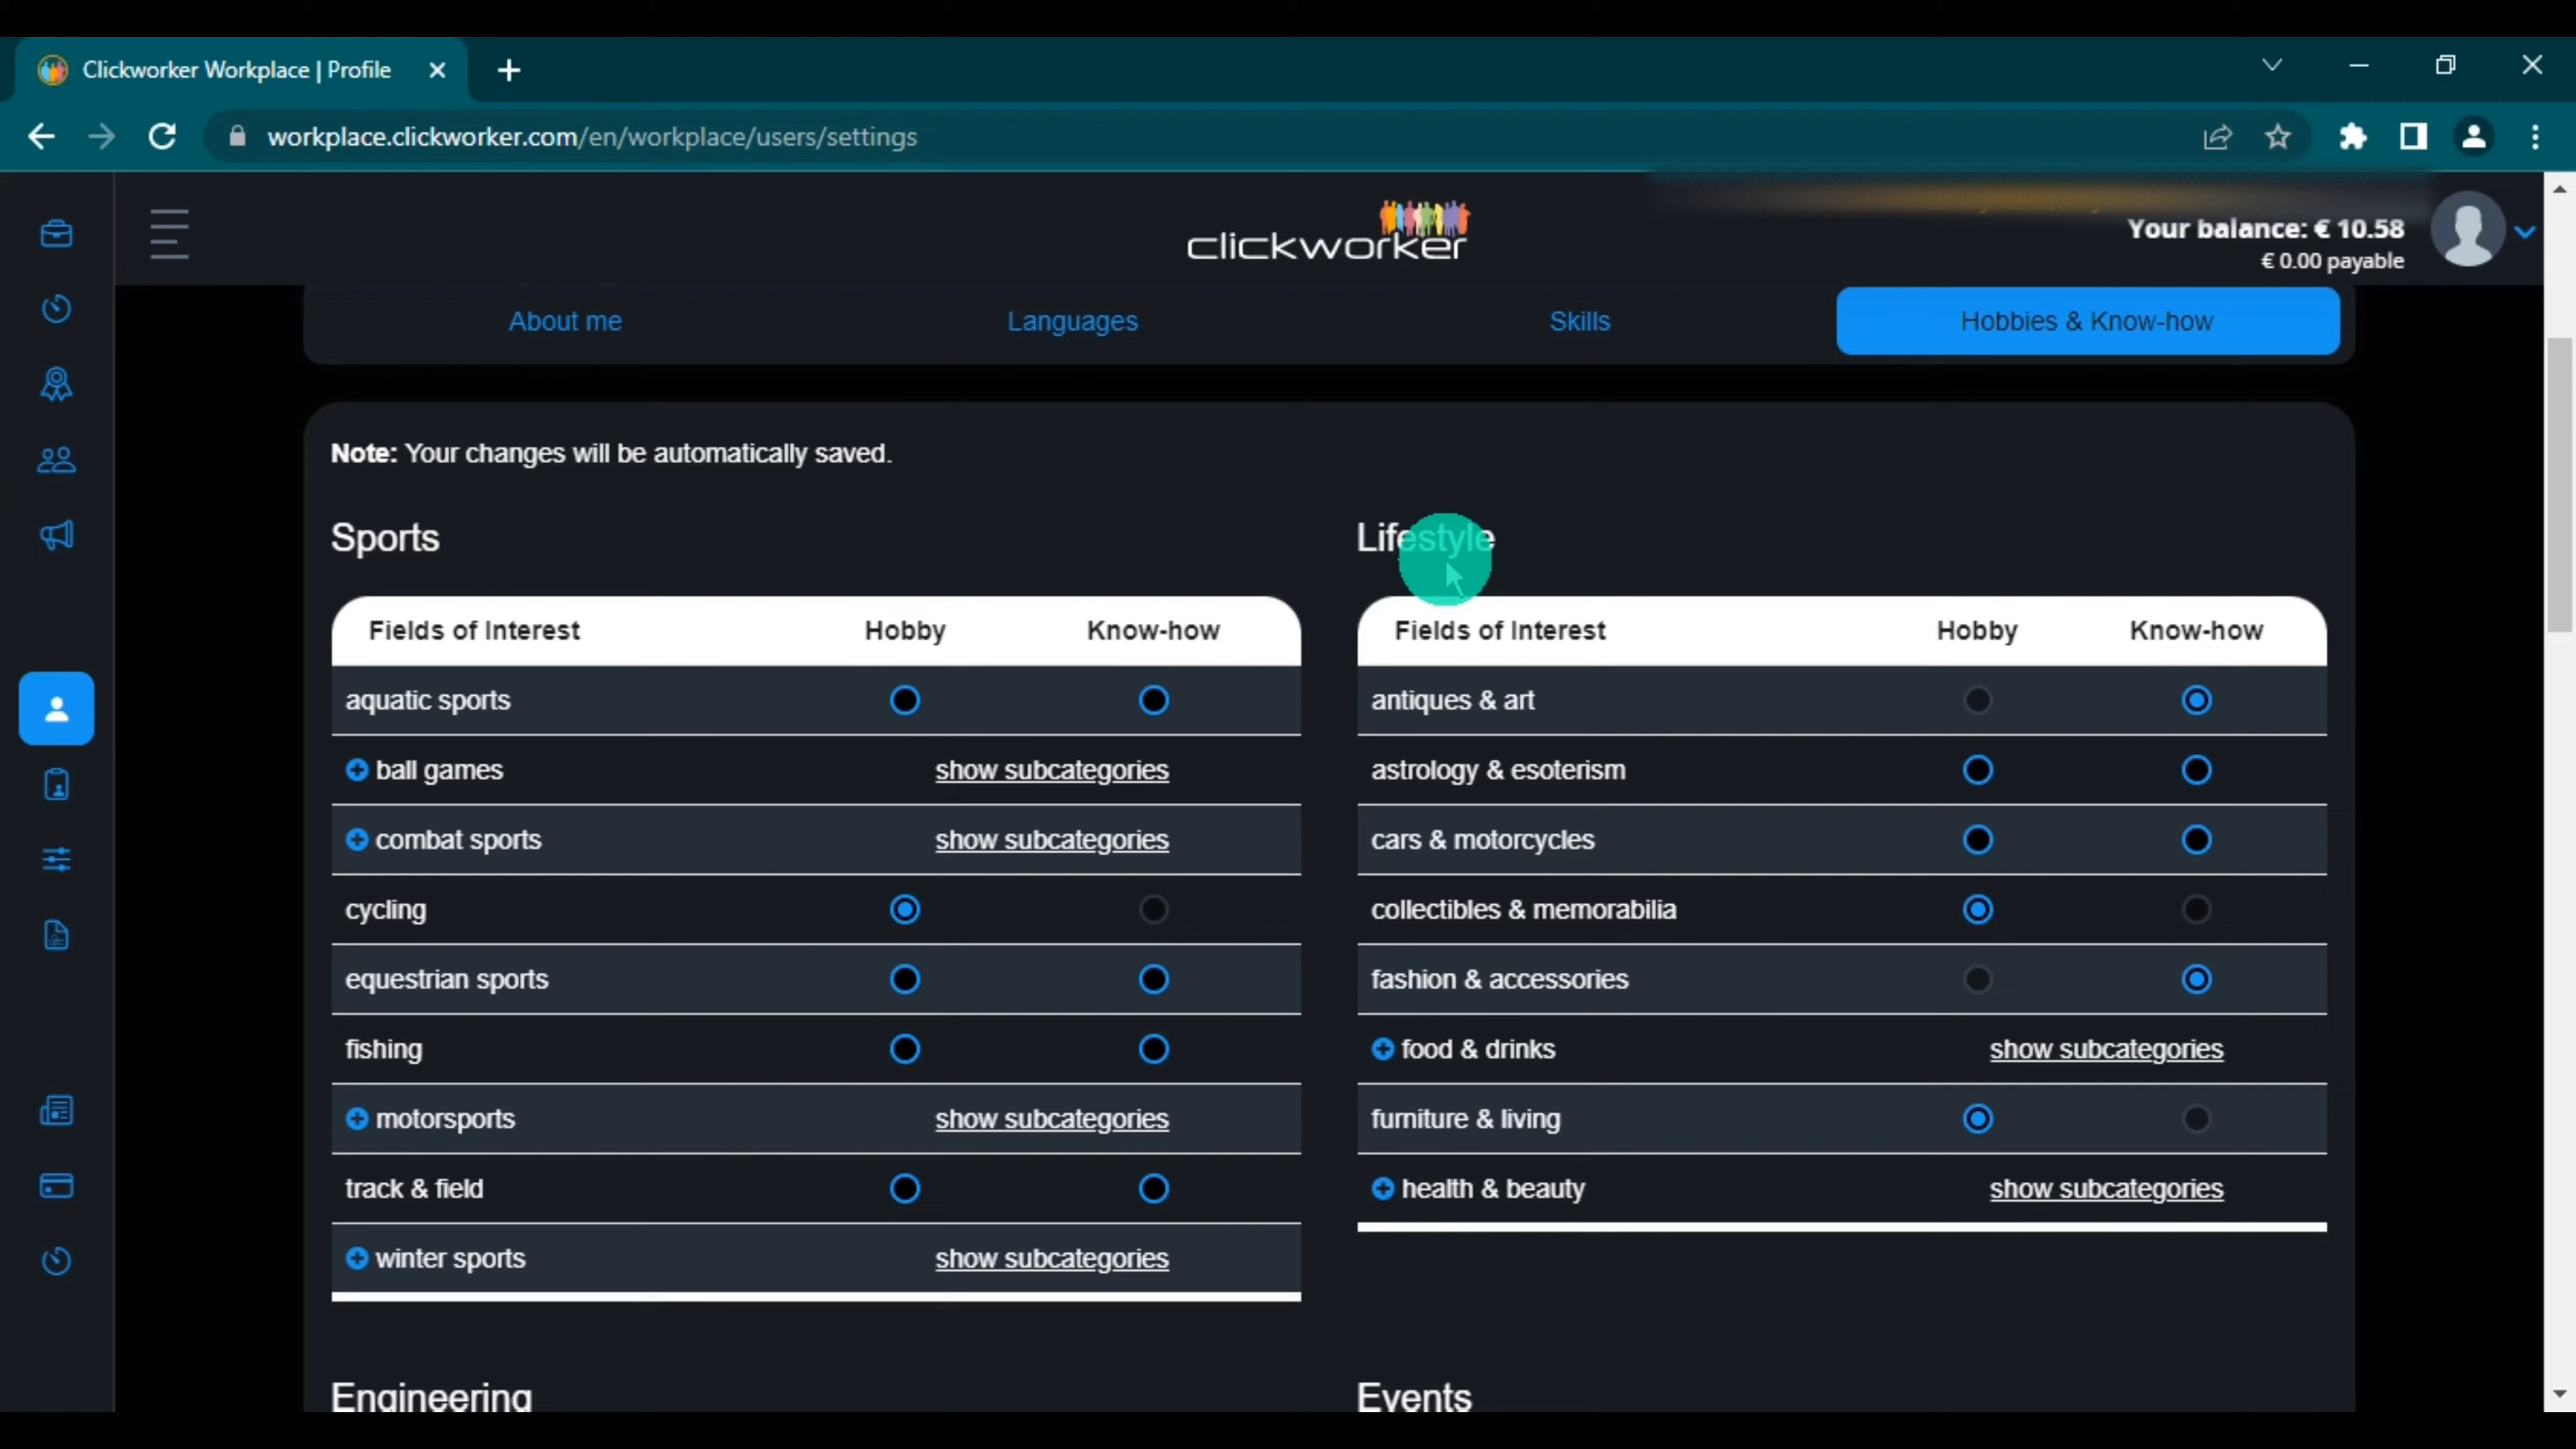 Clickworker Workplace | Profile
workplace.clickworker.com/en/workplace/users/settings
clickworker
Your balance: € 10.58
€ 0.00 payable
About me
Languages
Skills
Hobbies & Know-how
Note: Your changes will be automatically saved.
Sports
Fields of Interest Hobby Know-how
aquatic sports
ball games show subcategories
combat sports show subcategories
cycling
equestrian sports
fishing
motorsports show subcategories
track & field
winter sports show subcategories
Lifestyle
Fields of Interest Hobby Know-how
antiques & art
astrology & esoterism
cars & motorcycles
collectibles & memorabilia
fashion & accessories
food & drinks show subcategories
furniture & living
health & beauty show subcategories
Engineering
Events